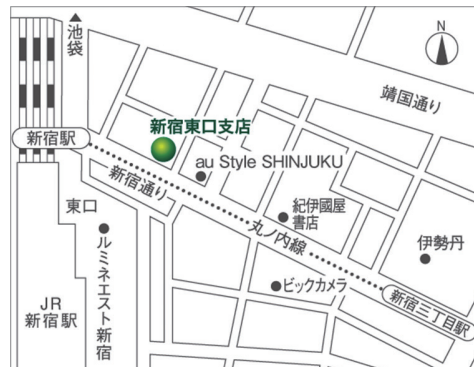 池袋
N
靖国通り
新宿東口支店
新宿駅
au Style SHINJUKU
新宿通り
紀伊國屋
書店
東口
丸ノ内線
伊勢丹
ルミネエスト新宿
ビックカメラ
新宿三丁目駅
JR
新宿駅